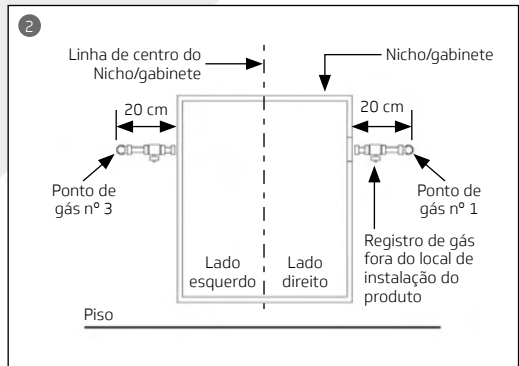 2
Linha de centro do
Nicho/gabinete
Nicho/gabinete
20 cm
20 cm
Ponto de
gás nº 3
Ponto de
gás nº 1
Registro de gás
fora do local de
instalação do
produto
Lado
esquerdo
Lado
direito
Piso